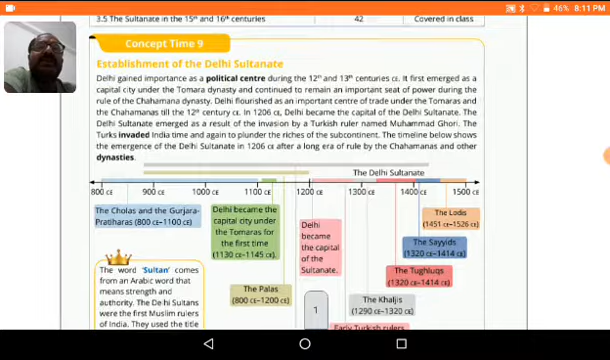 46% 8:11 PM
3.5 The Sultanate in the 15th and 16th centuries 42 Covered in class
Concept Time 9
Establishment of the Delhi Sultanate
Delhi gained importance as a political centre during the 12th and 13th centuries CE. It first emerged as a
capital city under the Tomara dynasty and continued to remain an important seat of power during the
rule of the Chahamana dynasty. Delhi flourished as an important centre of trade under the Tomaras and
the Chahamanas till the 12th century CE. In 1206 CE, Delhi became the capital of the Delhi Sultanate. The
Delhi Sultanate emerged as a result of the invasion by a Turkish ruler named Muhammad Ghori. The
Turks invaded India time and again to plunder the riches of the subcontinent. The timeline below shows
the emergence of the Delhi Sultanate in 1206 CE after a long era of rule by the Chahamanas and other
dynasties.
The Delhi Sultanate
800 CE 900 CE 1000 CE 1100 CE 1200 CE 1300 CE 1400 CE 1500 CE
The Cholas and the Gurjara-
Pratiharas (800 CE–1100 CE)
Delhi became the
capital city under
the Tomaras for
the first time
(1130 CE–1145 CE).
Delhi
became
the capital
of the
Sultanate.
The Lodis
(1451 CE–1526 CE)
The Sayyids
(1320 CE–1414 CE)
The Tughluqs
(1320 CE–1414 CE)
The Palas
(800 CE–1200 CE)
The Khaljis
(1290 CE–1320 CE)
Early Turkish rulers
1
The word 'Sultan' comes
from an Arabic word that
means strength and
authority. The Delhi Sultans
were the first Muslim rulers
of India. They used the title